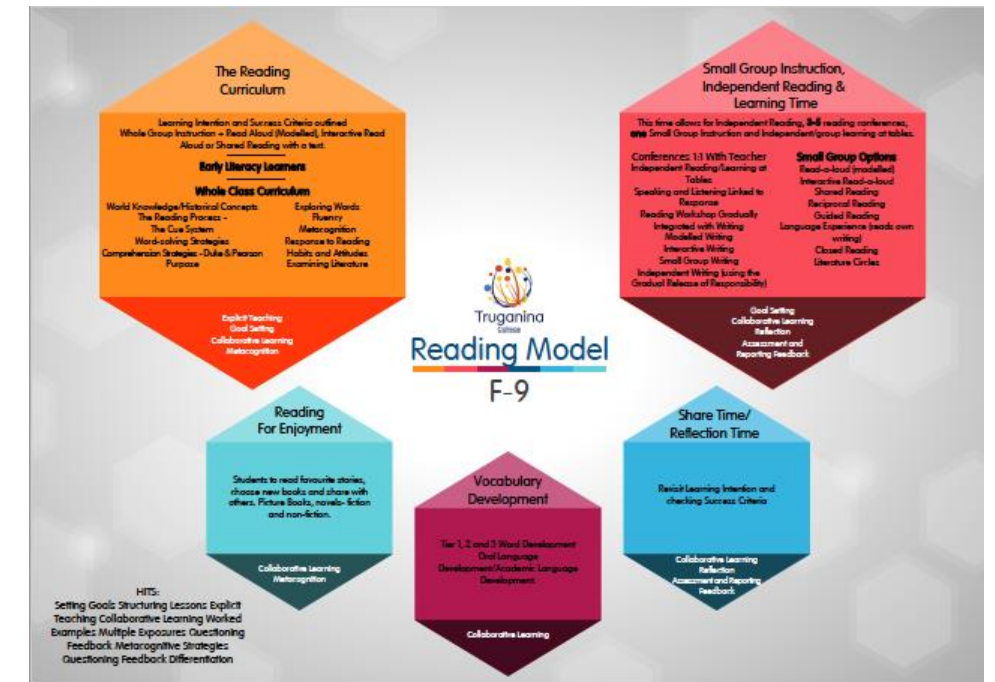 The Reading
Curriculum
Learning Intention and Success Criteria outlined
Whole Group Instruction - Read Aloud (Modelled), Interactive Read
Aloud or Shared Reading with a text.
Early Literacy Learners
Whole Class Curriculum
World Knowledge/Historical Concepts
The Reading Process -
The Cue System
Word-solving Strategies
Comprehension Strategies - Duke & Pearson
Purpose
Exploring Words
Fluency
Metacognition
Response to Reading
Habits and Attitudes
Examining Literature
Explicit Teaching
Goal Setting
Collaborative Learning
Metacognition
Small Group Instruction,
Independent Reading &
Learning Time
This time allows for Independent Reading, 3-5 reading conferences,
one Small Group Instruction and Independent/group learning at tables.
Conferences 1:1 With Teacher
Independent Reading/Learning at
Tables
Speaking and Listening Linked to
Response
Reading Workshop Gradually
Integrated with Writing
Modelled Writing
Interactive Writing
Small Group Writing
Independent Writing (using the
Gradual Release of Responsibility)
Small Group Options
Read-a-loud (modelled)
Interactive Read-a-loud
Shared Reading
Reciprocal Reading
Guided Reading
Language Experience (reads own
writing)
Closed Reading
Literature Circles
Goal Setting
Collaborative Learning
Reflection
Assessment and
Reporting Feedback
Truganina
College
Reading Model
F-9
Reading
For Enjoyment
Students to read favourite stories,
choose new books and share with
others. Picture Books, novels- fiction
and non-fiction.
Collaborative Learning
Metacognition
Vocabulary
Development
Tier 1, 2 and 3 Word Development
Oral Language
Development/Academic Language
Development
Collaborative Learning
Share Time/
Reflection Time
Revisit Learning Intention and
checking Success Criteria
Collaborative Learning
Reflection
Assessment and Reporting
Feedback
HITS:
Setting Goals Structuring Lessons Explicit
Teaching Collaborative Learning Worked
Examples Multiple Exposures Questioning
Feedback Metacognitive Strategies
Questioning Feedback Differentiation